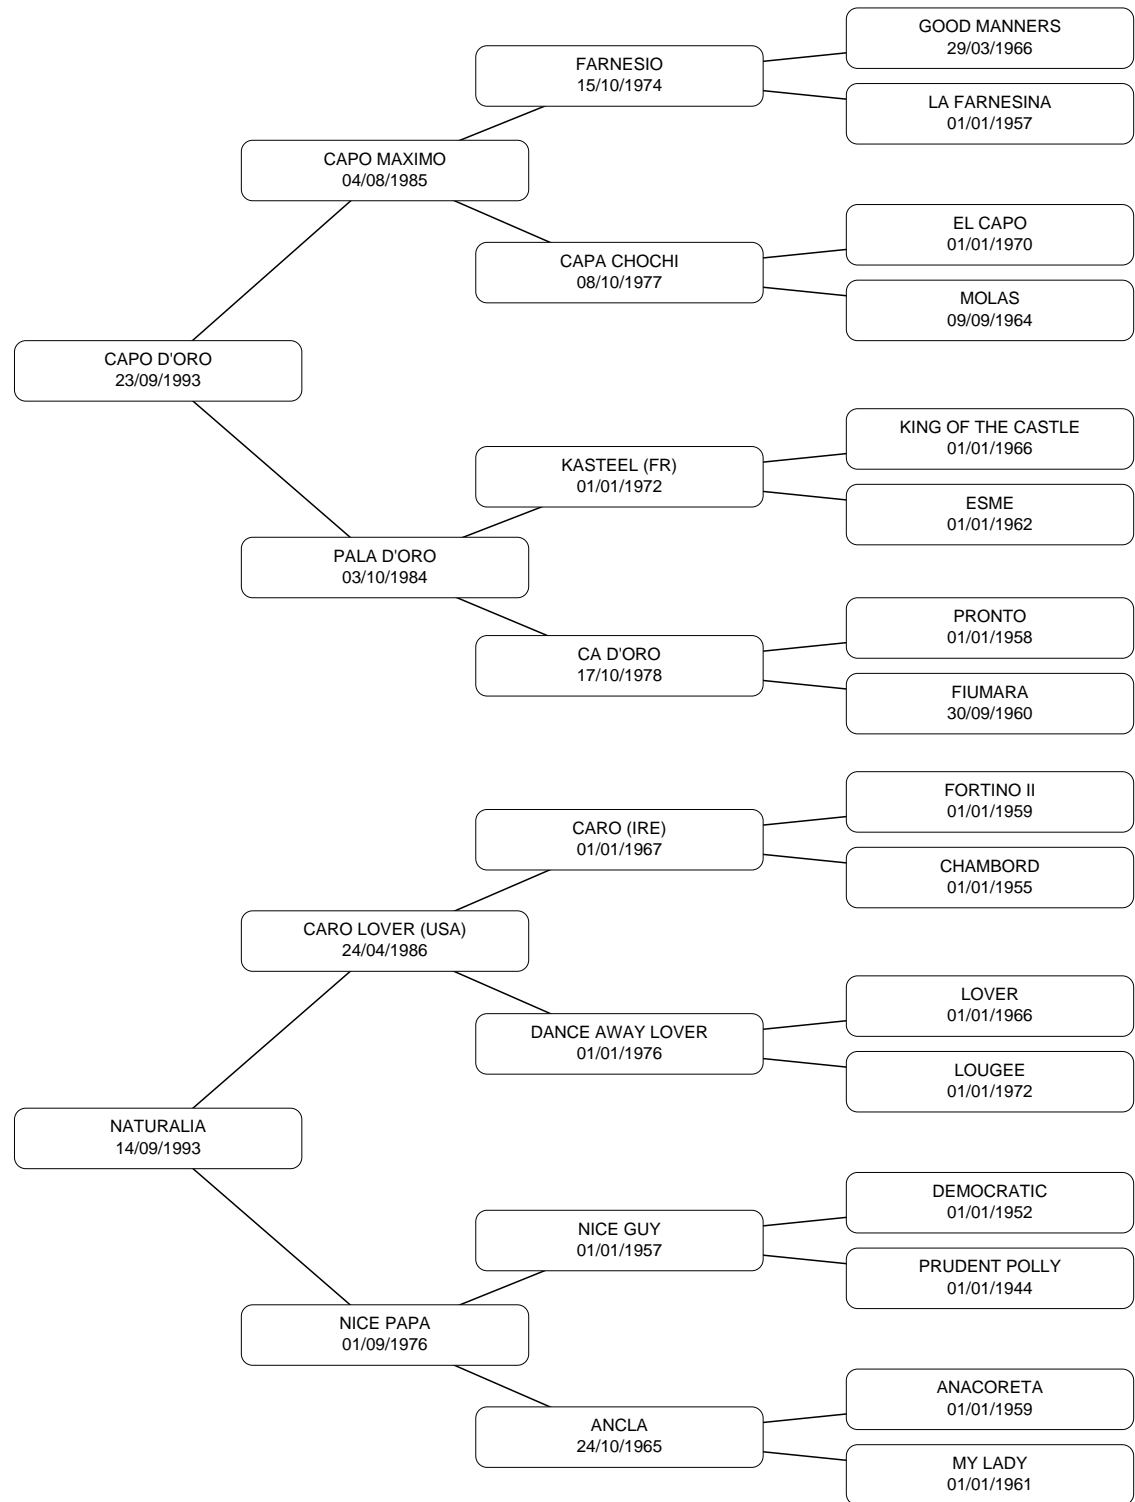 GOOD MANNERS
29/03/1966
FARNESIO
15/10/1974
LA FARNESINA
01/01/1957
CAPO MAXIMO
04/08/1985
EL CAPO
01/01/1970
CAPA CHOCHI
08/10/1977
MOLAS
09/09/1964
CAPO D'ORO
23/09/1993
KING OF THE CASTLE
01/01/1966
KASTEEL (FR)
01/01/1972
ESME
01/01/1962
PALA D'ORO
03/10/1984
PRONTO
01/01/1958
CA D'ORO
17/10/1978
FIUMARA
30/09/1960
FORTINO II
01/01/1959
CARO (IRE)
01/01/1967
CHAMBORD
01/01/1955
CARO LOVER (USA)
24/04/1986
LOVER
01/01/1966
DANCE AWAY LOVER
01/01/1976
LOUGEE
01/01/1972
NATURALIA
14/09/1993
DEMOCRATIC
01/01/1952
NICE GUY
01/01/1957
PRUDENT POLLY
01/01/1944
NICE PAPA
01/09/1976
ANACORETA
01/01/1959
ANCLA
24/10/1965
MY LADY
01/01/1961